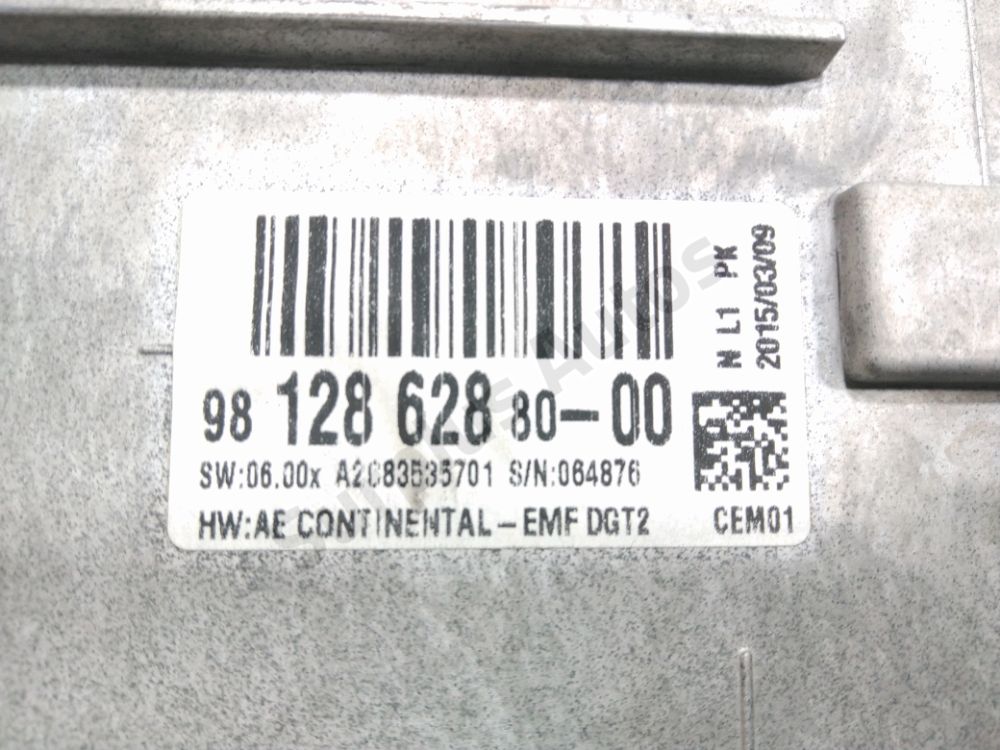 98 128 628 80-00
SW:06.00x A2C83535701 S/N:064876
HW:AE CONTINENTAL-EMF DGT2 CEM01
N L1 PK
2015/03/09